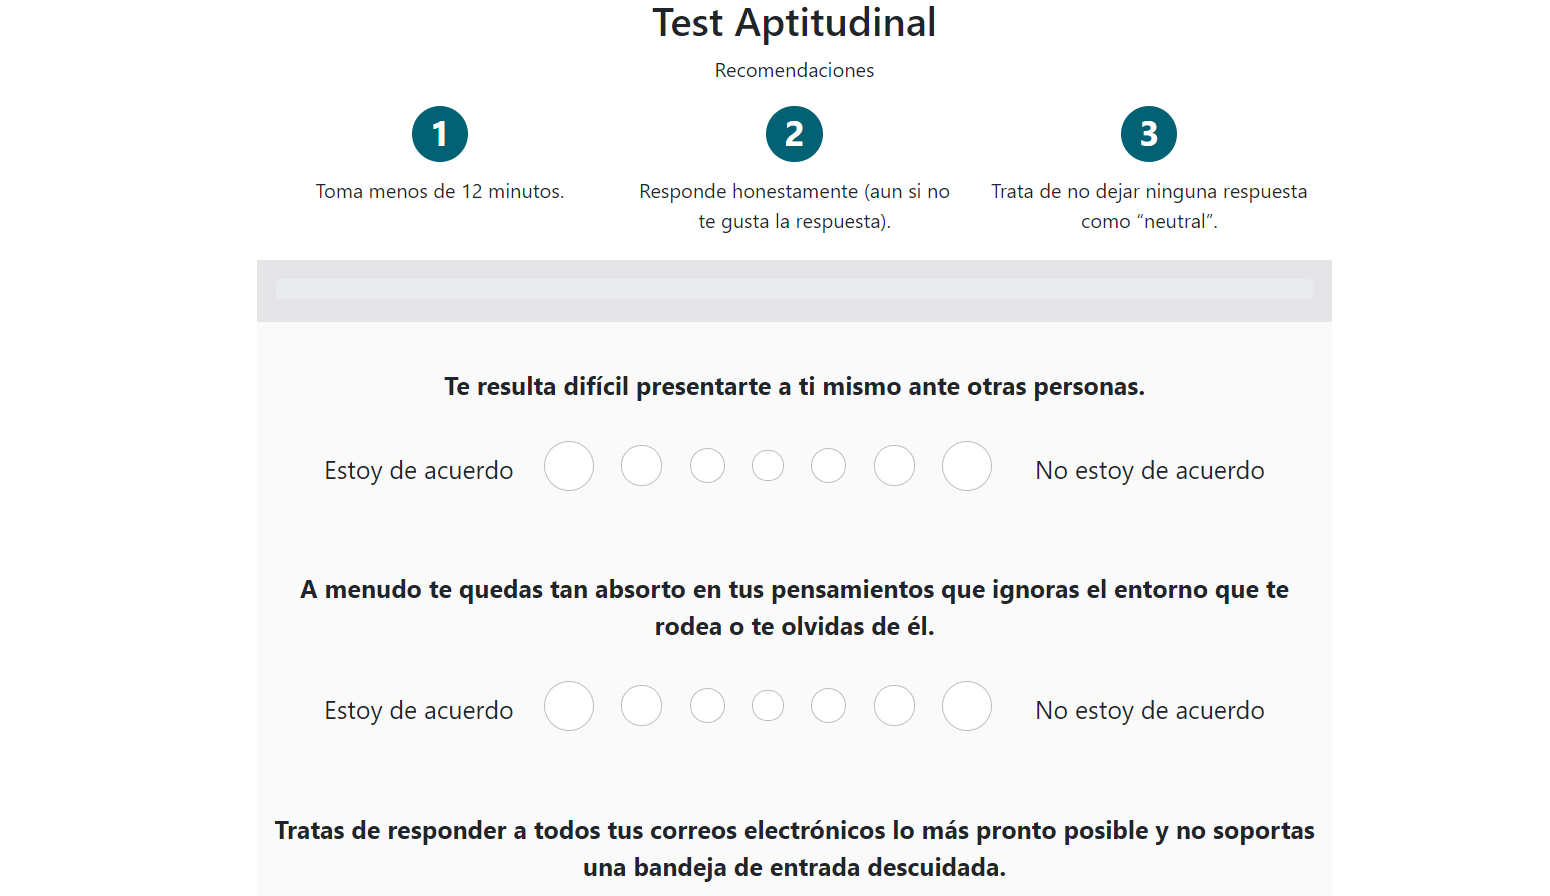 Test Aptitudinal
Recomendaciones
1
2
3
Toma menos de 12 minutos.
Responde honestamente (aun si no
te gusta la respuesta).
Trata de no dejar ninguna respuesta
como “neutral”.
Te resulta difícil presentarte a ti mismo ante otras personas.
Estoy de acuerdo
No estoy de acuerdo
A menudo te quedas tan absorto en tus pensamientos que ignoras el entorno que te
rodea o te olvidas de él.
Estoy de acuerdo
No estoy de acuerdo
Tratas de responder a todos tus correos electrónicos lo más pronto posible y no soportas
una bandeja de entrada descuidada.